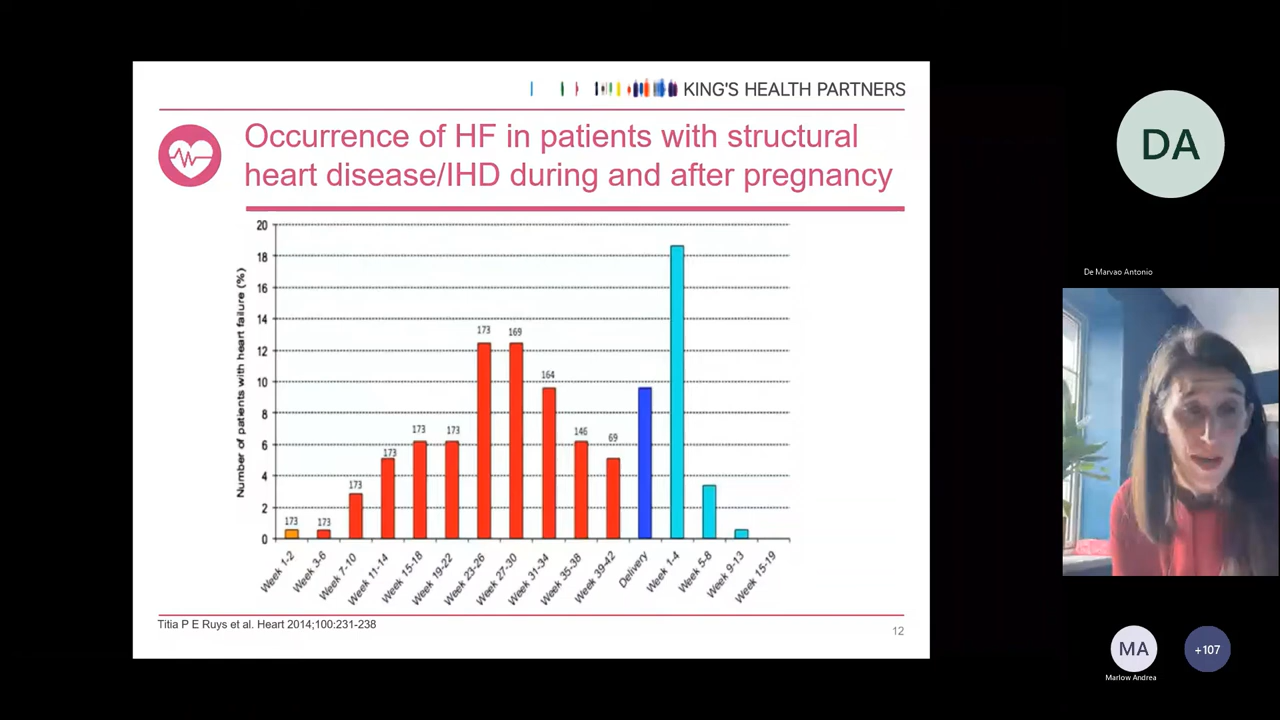 KING'S HEALTH PARTNERS
Occurrence of HF in patients with structural
heart disease/IHD during and after pregnancy
Number of patients with heart failure (%)
20
18
16
14
12
10
8
6
4
2
0
173
173
173
173
173
173
173
169
164
146
69
Week 1-2
Week 3-6
Week 7-10
Week 11-14
Week 15-18
Week 19-22
Week 23-26
Week 27-30
Week 31-34
Week 35-38
Week 39-42
Delivery
Week 1-4
Week 5-8
Week 9-13
Week 15-19
Titia P E Ruys et al. Heart 2014;100:231-238
12
DA
De Marvao Antonio
MA
+107
Marlow Andrea